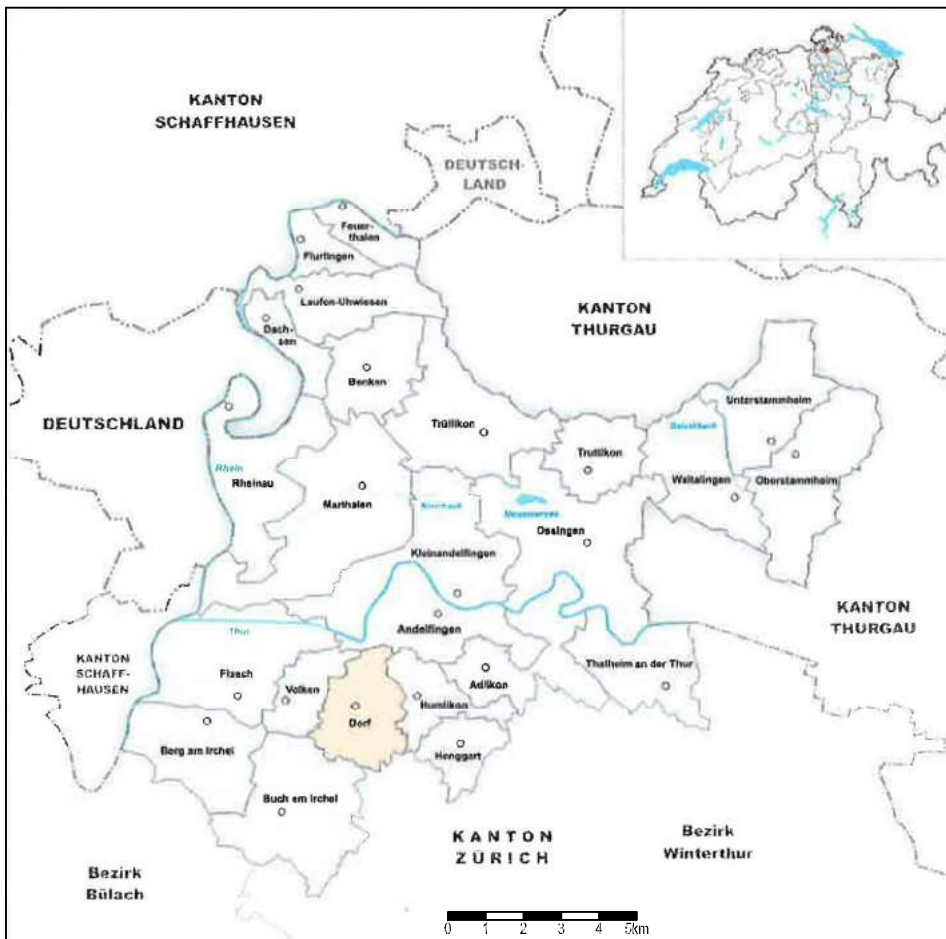 KANTON
SCHAFFHAUSEN
DEUTSCH-
LAND
Feuer-
thalen
Flurlingen
Laufen-Uhwiesen
Dach-
sen
KANTON
THURGAU
Benken
DEUTSCHLAND
Trüllikon
Unterstammheim
Truttikon
Waltalingen
Oberstammheim
Rhein
Rheinau
Marthalen
Ossingen
Kleinandelfingen
Andelfingen
Thur
KANTON
THURGAU
KANTON
SCHAFF-
HAUSEN
Flaach
Volken
Dorf
Humlikon
Adlikon
Thalheim an der Thur
Berg am Irchel
Henggart
Buch am Irchel
KANTON
ZÜRICH
Bezirk
Winterthur
Bezirk
Bülach
0 1 2 3 4 5km